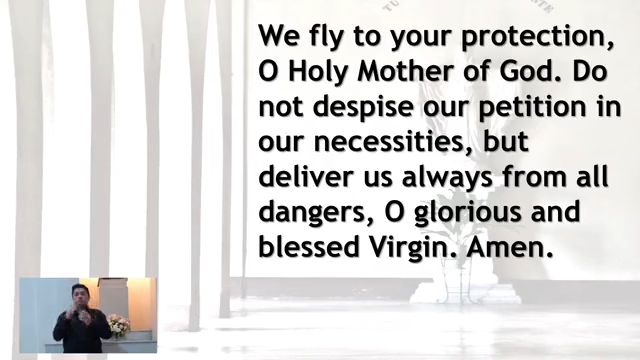 We fly to your protection,
O Holy Mother of God. Do
not despise our petition in
our necessities, but
deliver us always from all
dangers, O glorious and
blessed Virgin. Amen.